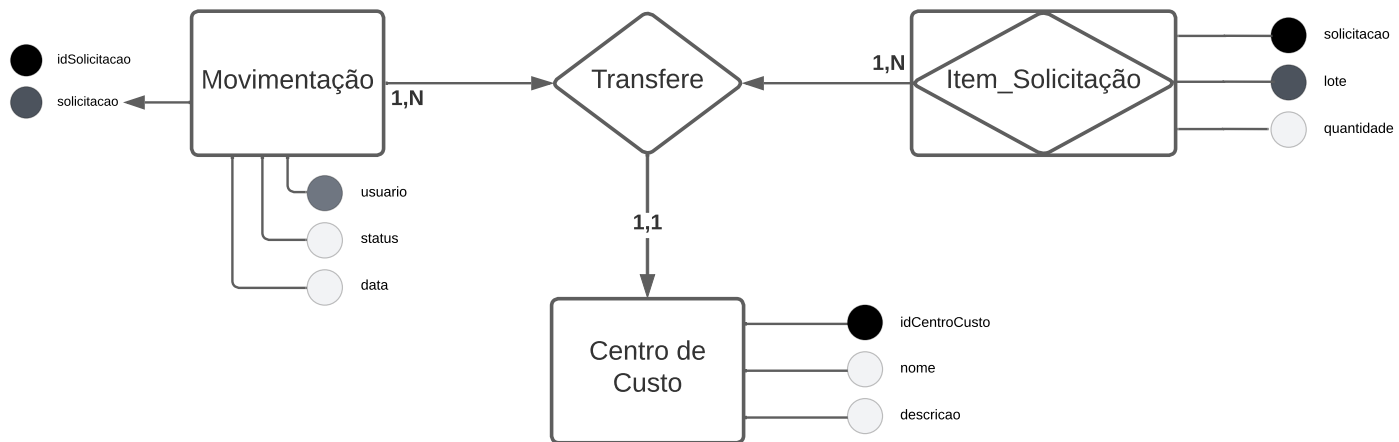 idSolicitacao
solicitacao
Movimentação
1,N
Transfere
1,N
Item_Solicitação
solicitacao
lote
quantidade
usuario
status
data
1,1
Centro de
Custo
idCentroCusto
nome
descricao